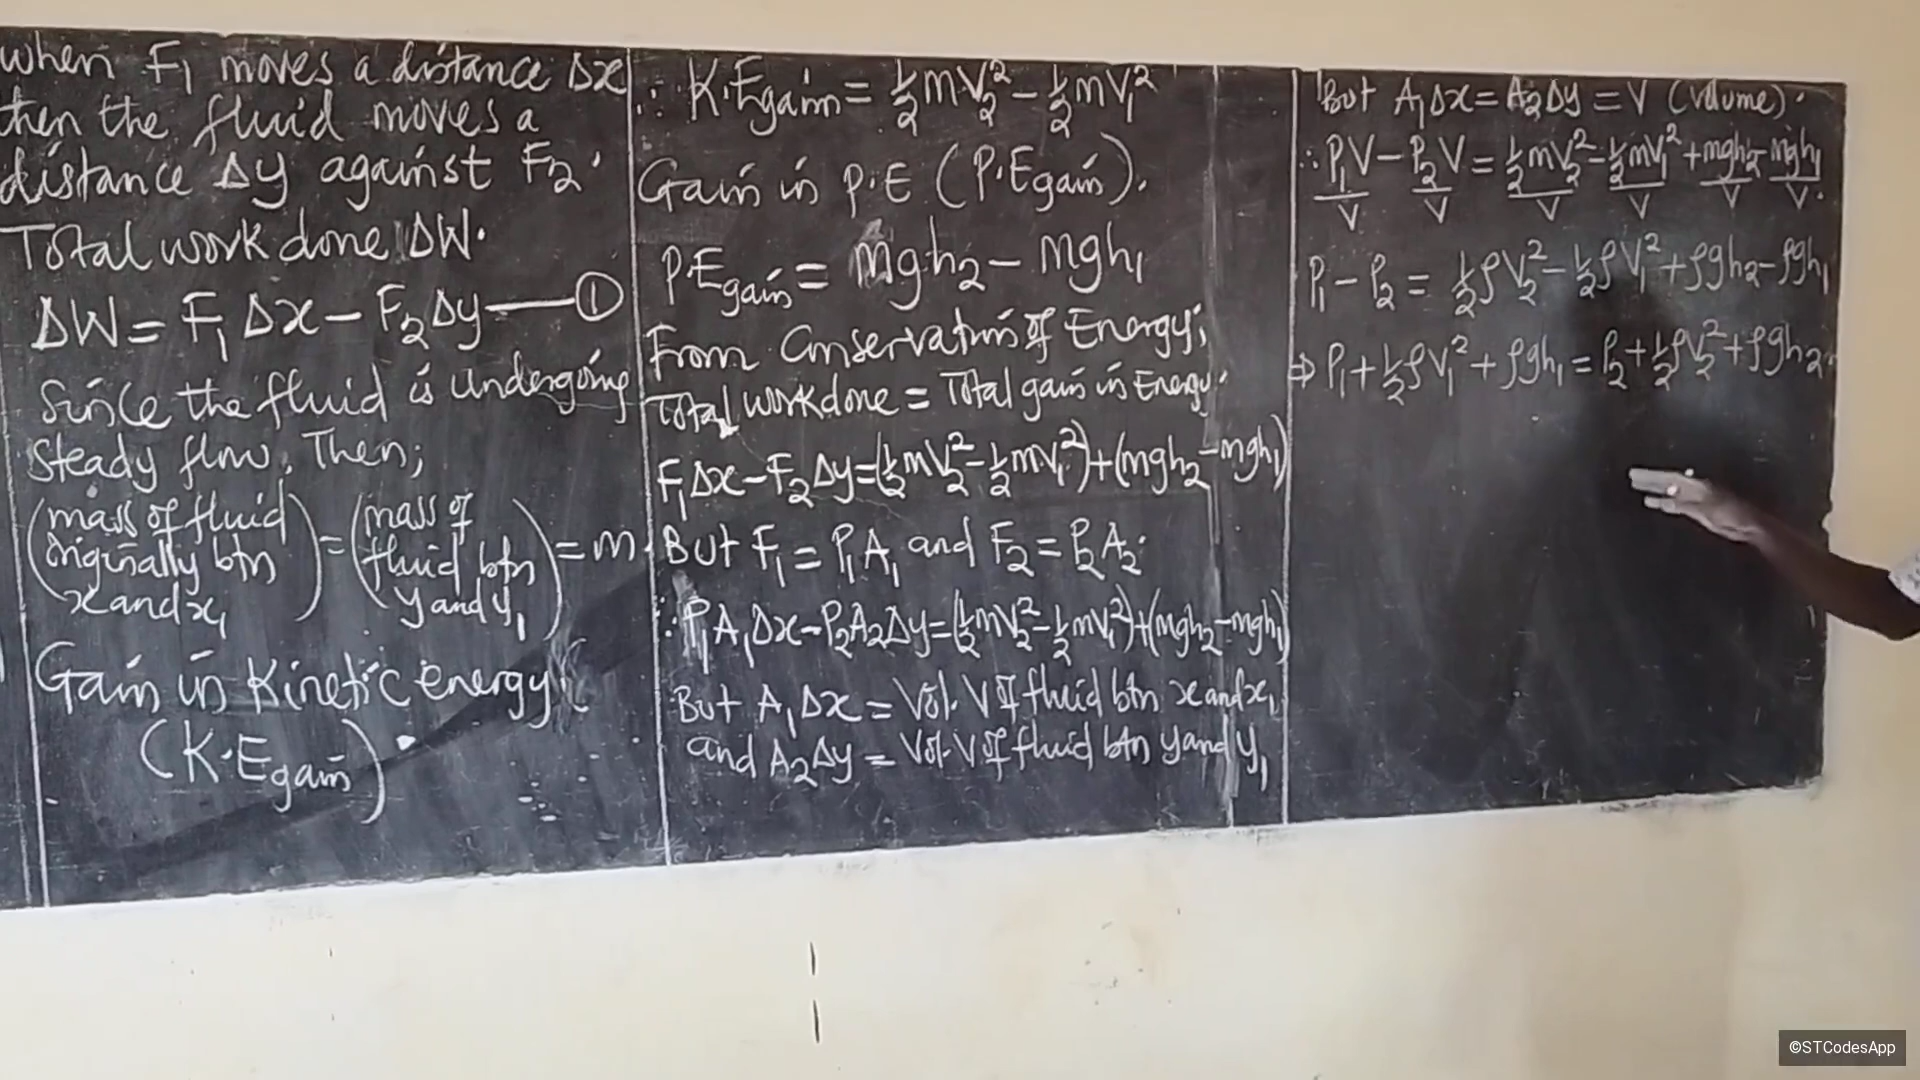 when F₁ moves a distance Δx
then the fluid moves a
distance Δy against F₂.
Total work done ΔW.
ΔW = F₁Δx - F₂Δy —— ①
Since the fluid is undergoing
steady flow, Then;
(mass of fluid originally btn x and x₁) = (mass of fluid btn y and y₁) = m.
Gain in Kinetic energy
(K.Egain).
∴ K.Egain = ½mV₂² - ½mV₁²
Gain in P.E (P.Egain).
P.Egain = mgh₂ - mgh₁
From Conservation of Energy;
Total workdone = Total gain in Energy.
F₁Δx - F₂Δy = (½mV₂² - ½mV₁²) + (mgh₂ - mgh₁)
But F₁ = P₁A₁ and F₂ = P₂A₂.
∴ P₁A₁Δx - P₂A₂Δy = (½mV₂² - ½mV₁²) + (mgh₂ - mgh₁)
But A₁Δx = Vol. V of fluid btn x and x₁
and A₂Δy = Vol. V of fluid btn y and y₁
But A₁Δx = A₂Δy = V (volume).
∴ P₁V/V - P₂V/V = ½mV₂²/V - ½mV₁²/V + mgh₂/V - mgh₁/V.
P₁ - P₂ = ½ρV₂² - ½ρV₁² + ρgh₂ - ρgh₁
⇒ P₁ + ½ρV₁² + ρgh₁ = P₂ + ½ρV₂² + ρgh₂.
©STCodesApp